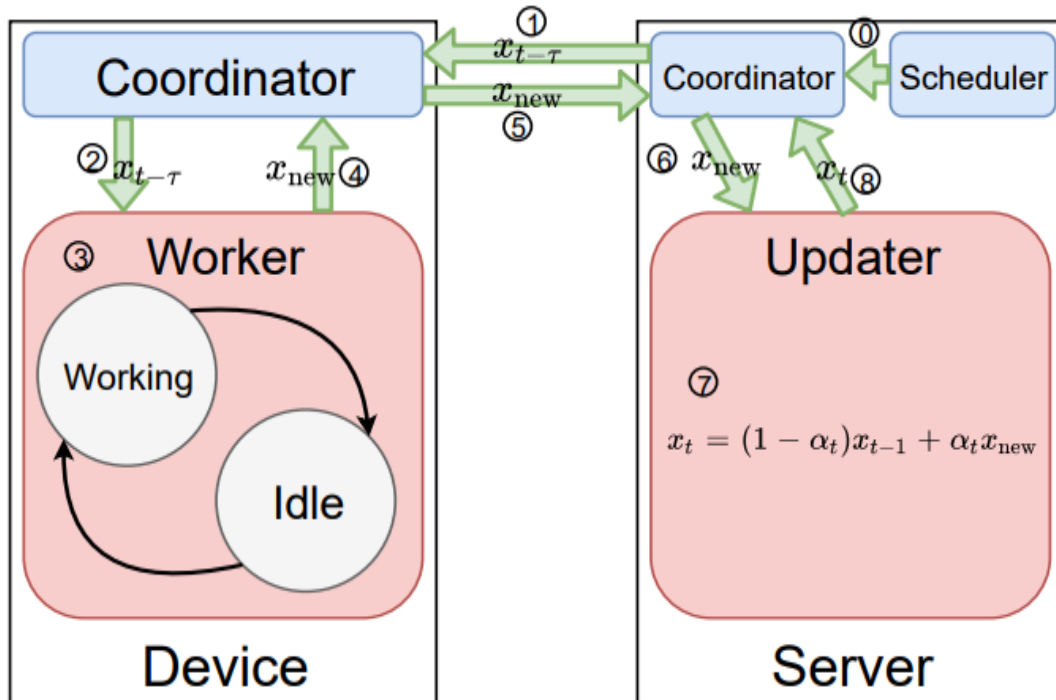 ①
x_{t−τ}
x_new
⑤
Coordinator
② x_{t−τ}
x_new ④
③
Worker
Working
Idle
Device
⓪
Coordinator
Scheduler
⑥ x_new
x_t ⑧
Updater
⑦
x_t = (1 − α_t)x_{t−1} + α_t x_new
Server